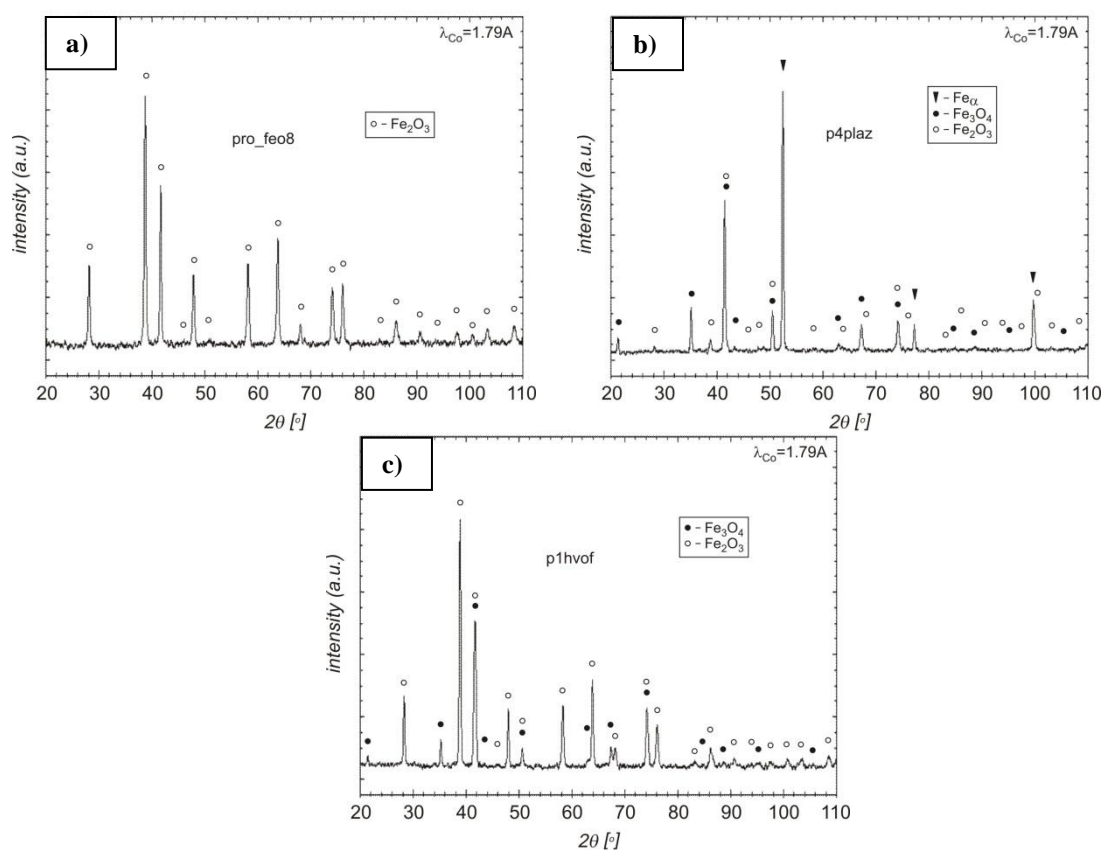 a)
λCo=1.79A
○ – Fe2O3
pro_feo8
intensity (a.u.)
20 30 40 50 60 70 80 90 100 110
2θ [°]
b)
λCo=1.79A
▼ – Feα
● – Fe3O4
○ – Fe2O3
p4plaz
intensity (a.u.)
20 30 40 50 60 70 80 90 100 110
2θ [°]
c)
λCo=1.79A
● – Fe3O4
○ – Fe2O3
p1hvof
intensity (a.u.)
20 30 40 50 60 70 80 90 100 110
2θ [°]